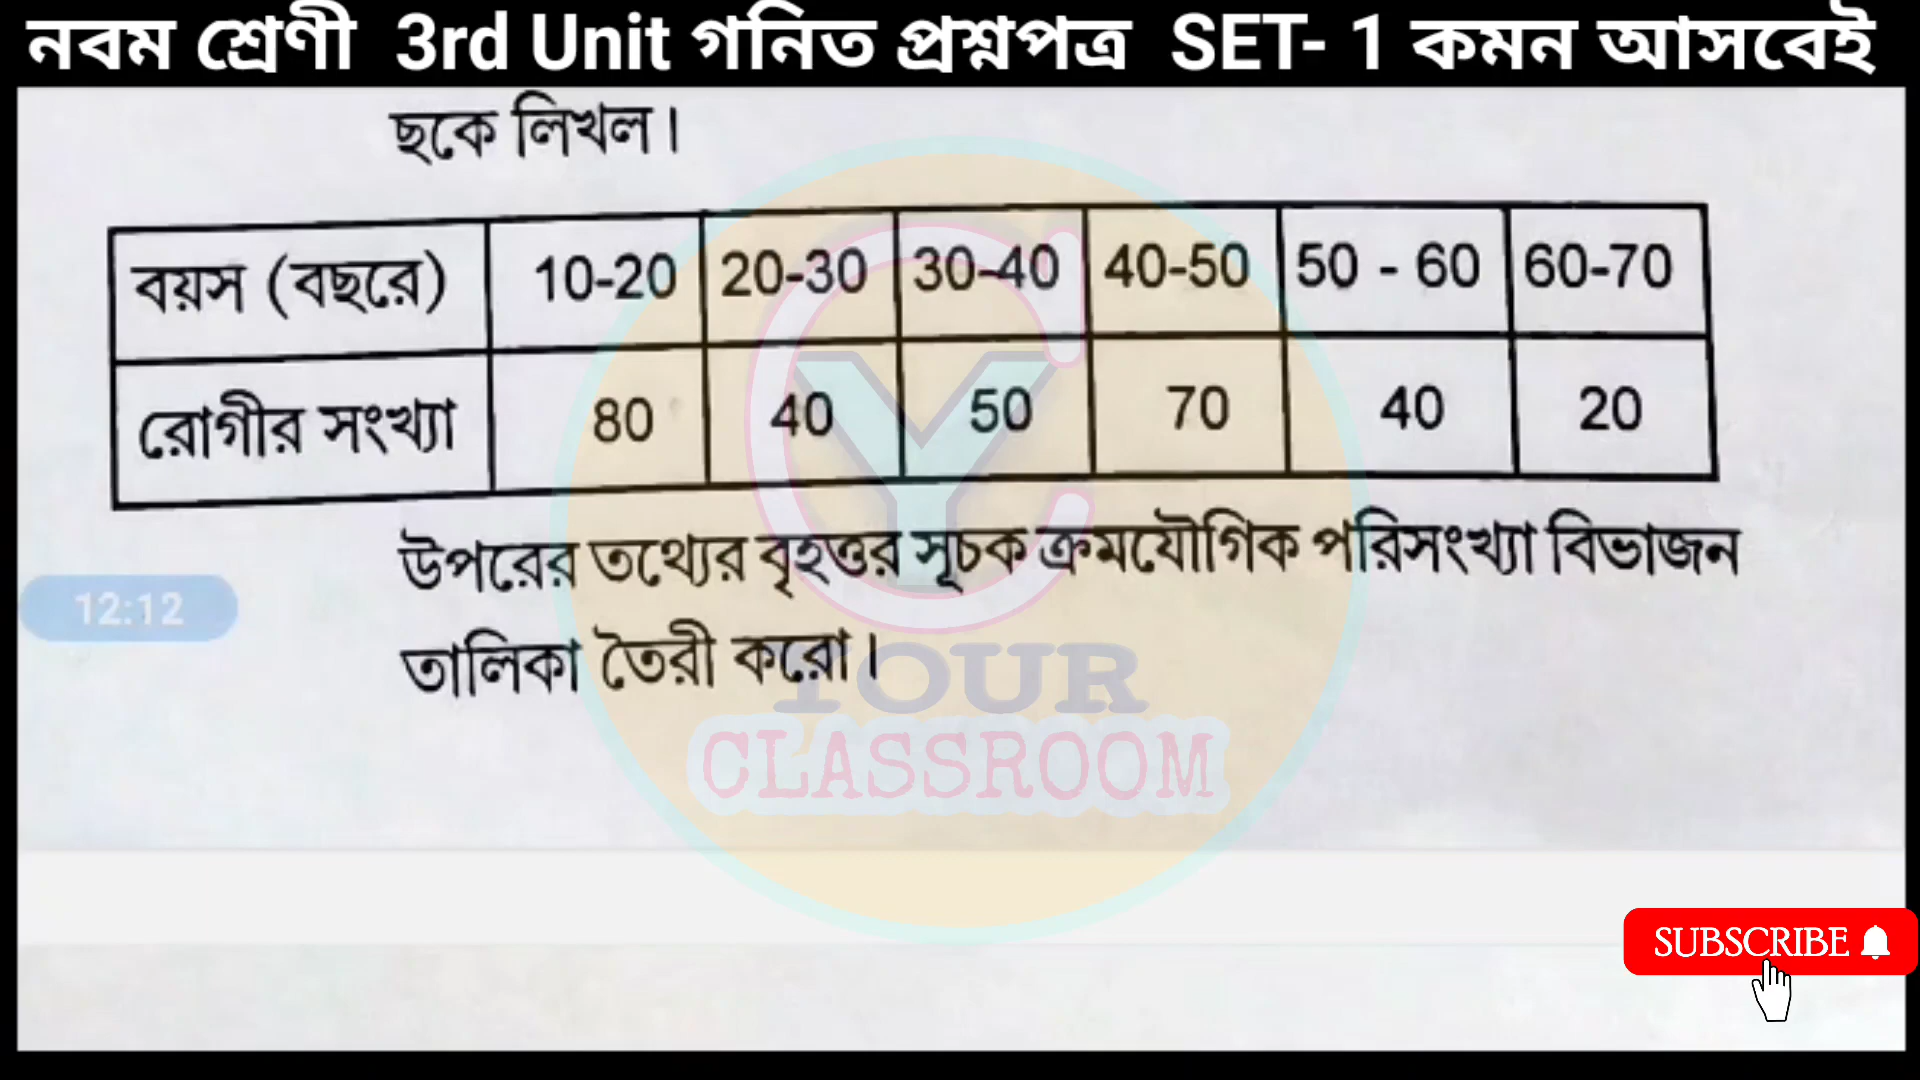 নবম শ্রেণী 3rd Unit গনিত প্রশ্নপত্র SET- 1 কমন আসবেই
ছকে লিখল।
বয়স (বছরে) 10-20 20-30 30-40 40-50 50 - 60 60-70
রোগীর সংখ্যা 80 40 50 70 40 20
উপরের তথ্যের বৃহত্তর সূচক ক্রমযৌগিক পরিসংখ্যা বিভাজন
12:12
তালিকা তৈরী করো।
YOUR
CLASSROOM
SUBSCRIBE